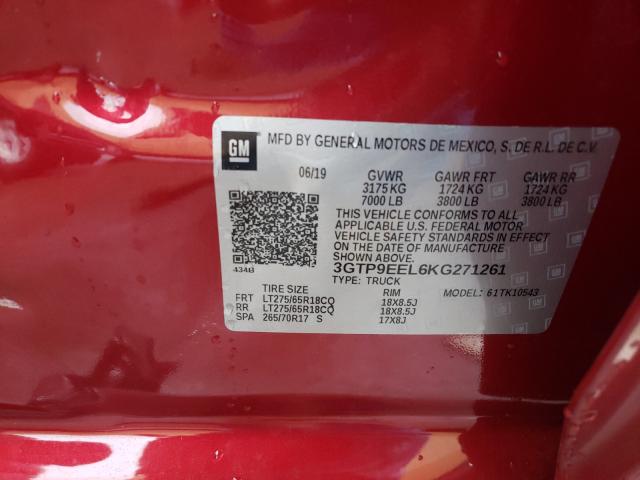 GM
MFD BY GENERAL MOTORS DE MEXICO, S. DE R.L. DE C.V.
06/19 GVWR GAWR FRT GAWR RR
3175 KG 1724 KG 1724 KG
7000 LB 3800 LB 3800 LB
THIS VEHICLE CONFORMS TO ALL
APPLICABLE U.S. FEDERAL MOTOR
VEHICLE SAFETY STANDARDS IN EFFECT
ON THE DATE OF MANUFACTURE
SHOWN ABOVE.
3GTP9EEL6KG271261
434B TYPE: TRUCK MODEL: 61TK10543
TIRE SIZE RIM
FRT LT275/65R18CQ 18X8.5J
RR LT275/65R18CQ 18X8.5J
SPA 265/70R17 S 17X8J